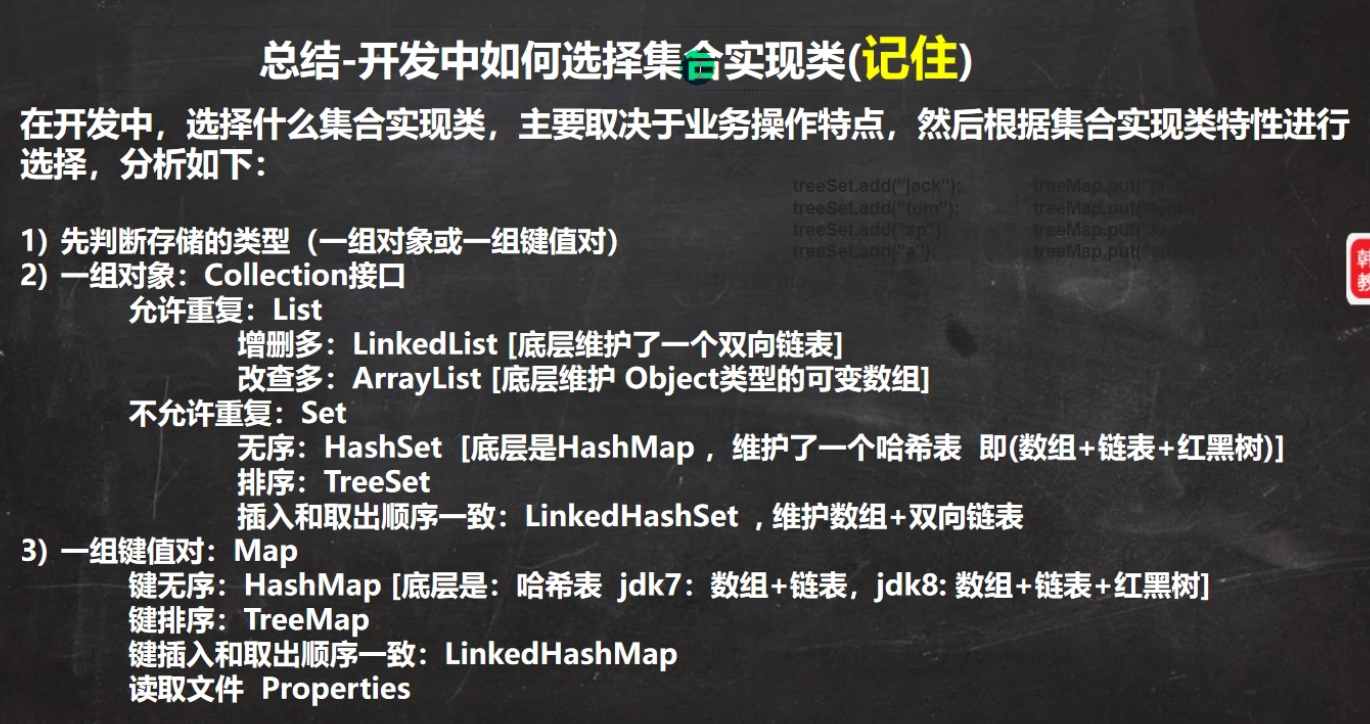 总结-开发中如何选择集合实现类(记住)
在开发中，选择什么集合实现类，主要取决于业务操作特点，然后根据集合实现类特性进行
选择，分析如下：
treeSet.add("jack");
treeSet.add("tom");
treeSet.add("sp");
treeSet.add("a");
treeMap.put("
treeMap.put(
treeMap.put(
treeMap.put("
1) 先判断存储的类型（一组对象或一组键值对）
2) 一组对象：Collection接口
允许重复：List
增删多：LinkedList [底层维护了一个双向链表]
改查多：ArrayList [底层维护 Object类型的可变数组]
不允许重复：Set
无序：HashSet [底层是HashMap ，维护了一个哈希表 即(数组+链表+红黑树)]
排序：TreeSet
插入和取出顺序一致：LinkedHashSet , 维护数组+双向链表
3) 一组键值对：Map
键无序：HashMap [底层是：哈希表 jdk7：数组+链表，jdk8: 数组+链表+红黑树]
键排序：TreeMap
键插入和取出顺序一致：LinkedHashMap
读取文件 Properties
韩
教